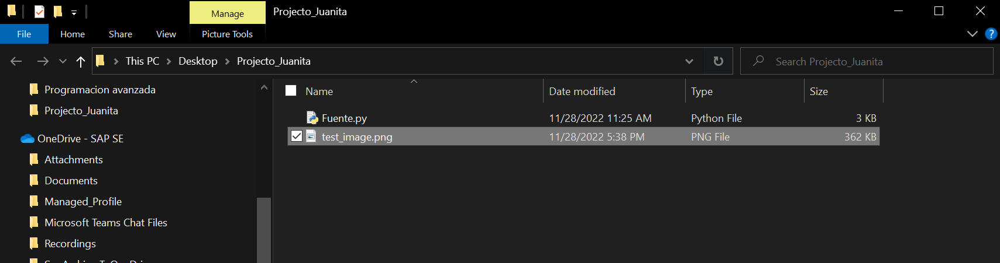 Manage
Projecto_Juanita
File
Home
Share
View
Picture Tools
?
This PC > Desktop > Projecto_Juanita
Search Projecto_Juanita
Programacion avanzada
Projecto_Juanita
OneDrive - SAP SE
Attachments
Documents
Managed_Profile
Microsoft Teams Chat Files
Recordings
Name Date modified Type Size
Fuente.py 11/28/2022 11:25 AM Python File 3 KB
test_image.png 11/28/2022 5:38 PM PNG File 362 KB